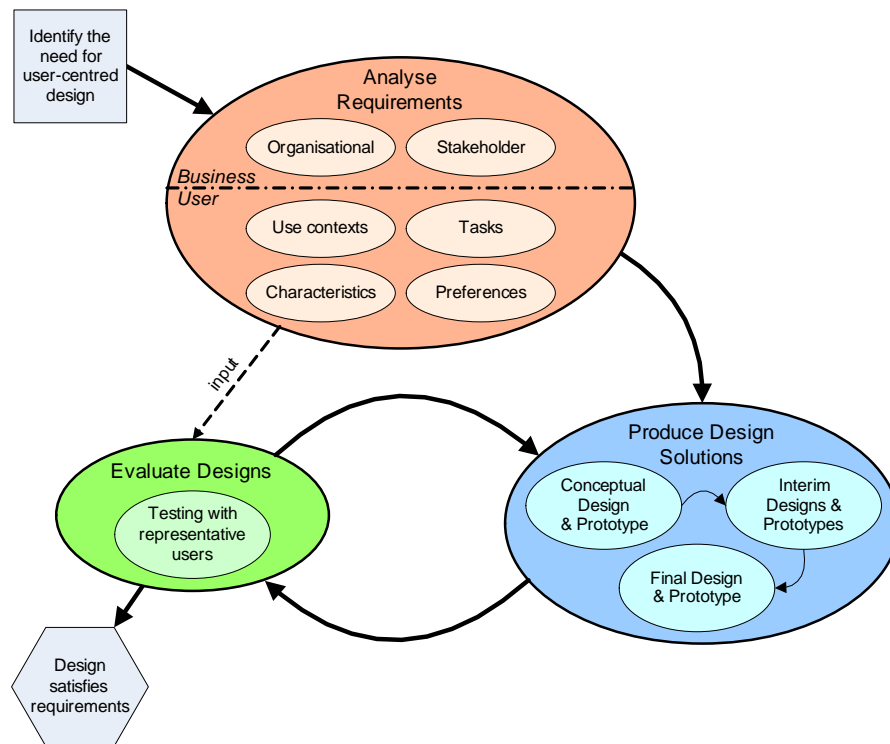 Identify the
need for
user-centred
design
Analyse
Requirements
Organisational
Stakeholder
Business
User
Use contexts
Tasks
Characteristics
Preferences
input
Evaluate Designs
Testing with
representative
users
Produce Design
Solutions
Conceptual
Design
& Prototype
Interim
Designs &
Prototypes
Final Design
& Prototype
Design
satisfies
requirements